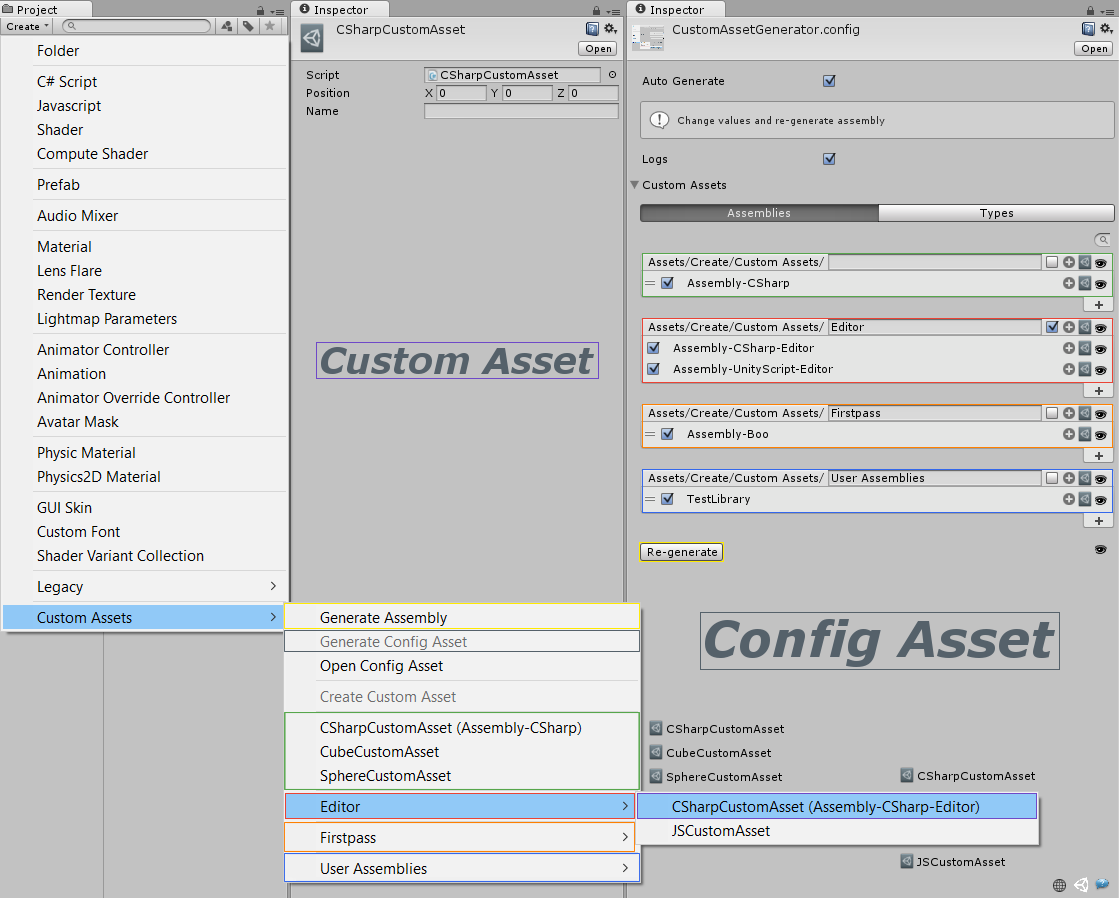 Project
Create
Folder
C# Script
Javascript
Shader
Compute Shader
Prefab
Audio Mixer
Material
Lens Flare
Render Texture
Lightmap Parameters
Animator Controller
Animation
Animator Override Controller
Avatar Mask
Physic Material
Physics2D Material
GUI Skin
Custom Font
Shader Variant Collection
Legacy
Custom Assets
Generate Assembly
Generate Config Asset
Open Config Asset
Create Custom Asset
CSharpCustomAsset (Assembly-CSharp)
CubeCustomAsset
SphereCustomAsset
Editor
Firstpass
User Assemblies
CSharpCustomAsset (Assembly-CSharp-Editor)
JSCustomAsset
Inspector
CSharpCustomAsset
Open
Script CSharpCustomAsset
Position X 0 Y 0 Z 0
Name
Custom Asset
Inspector
CustomAssetGenerator.config
Open
Auto Generate
Change values and re-generate assembly
Logs
Custom Assets
Assemblies Types
Assets/Create/Custom Assets/
Assembly-CSharp
Assets/Create/Custom Assets/ Editor
Assembly-CSharp-Editor
Assembly-UnityScript-Editor
Assets/Create/Custom Assets/ Firstpass
Assembly-Boo
Assets/Create/Custom Assets/ User Assemblies
TestLibrary
Re-generate
Config Asset
CSharpCustomAsset
CubeCustomAsset
SphereCustomAsset
CSharpCustomAsset
JSCustomAsset